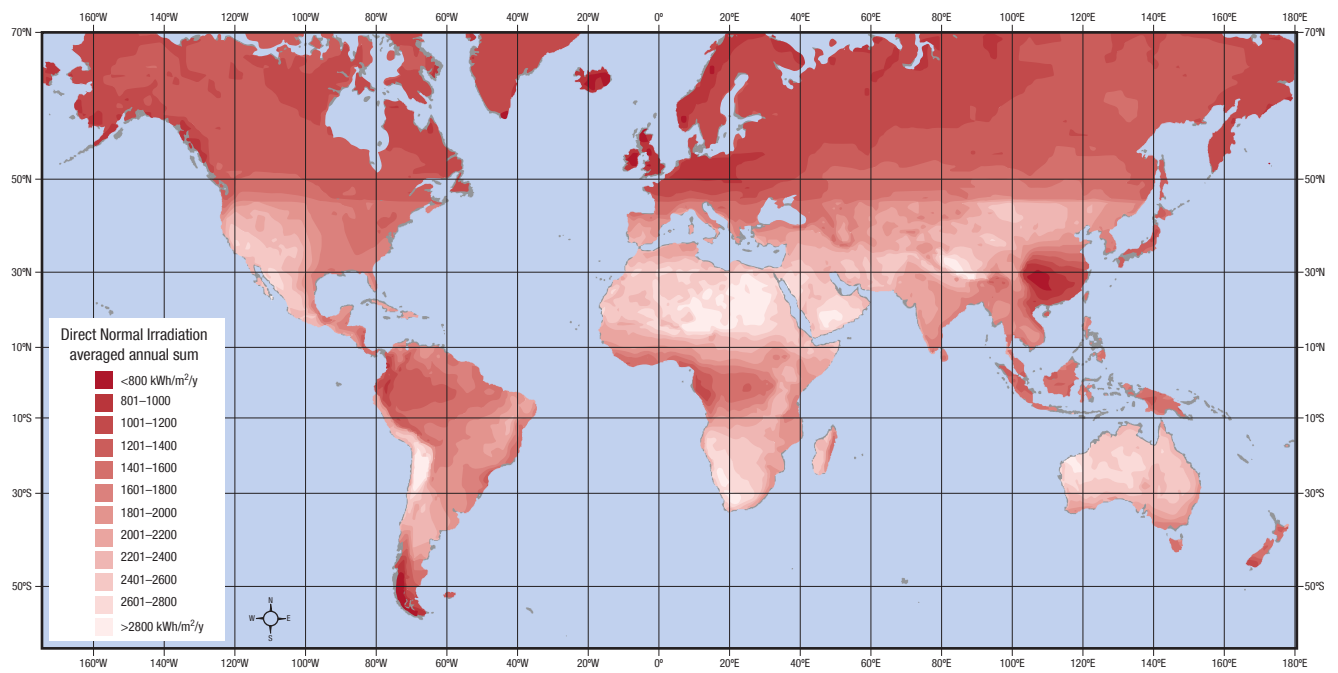 160ºW 140ºW 120ºW 100ºW 80ºW 60ºW 40ºW 20ºW 0º 20ºE 40ºE 60ºE 80ºE 100ºE 120ºE 140ºE 160ºE 180ºE
70ºN 70ºN
50ºN 50ºN
30ºN 30ºN
10ºN 10ºN
10ºS 10ºS
30ºS 30ºS
50ºS 50ºS
Direct Normal Irradiation
averaged annual sum
<800 kWh/m²/y
801–1000
1001–1200
1201–1400
1401–1600
1601–1800
1801–2000
2001–2200
2201–2400
2401–2600
2601–2800
>2800 kWh/m²/y
N
W E
S
160ºW 140ºW 120ºW 100ºW 80ºW 60ºW 40ºW 20ºW 0º 20ºE 40ºE 60ºE 80ºE 100ºE 120ºE 140ºE 160ºE 180ºE